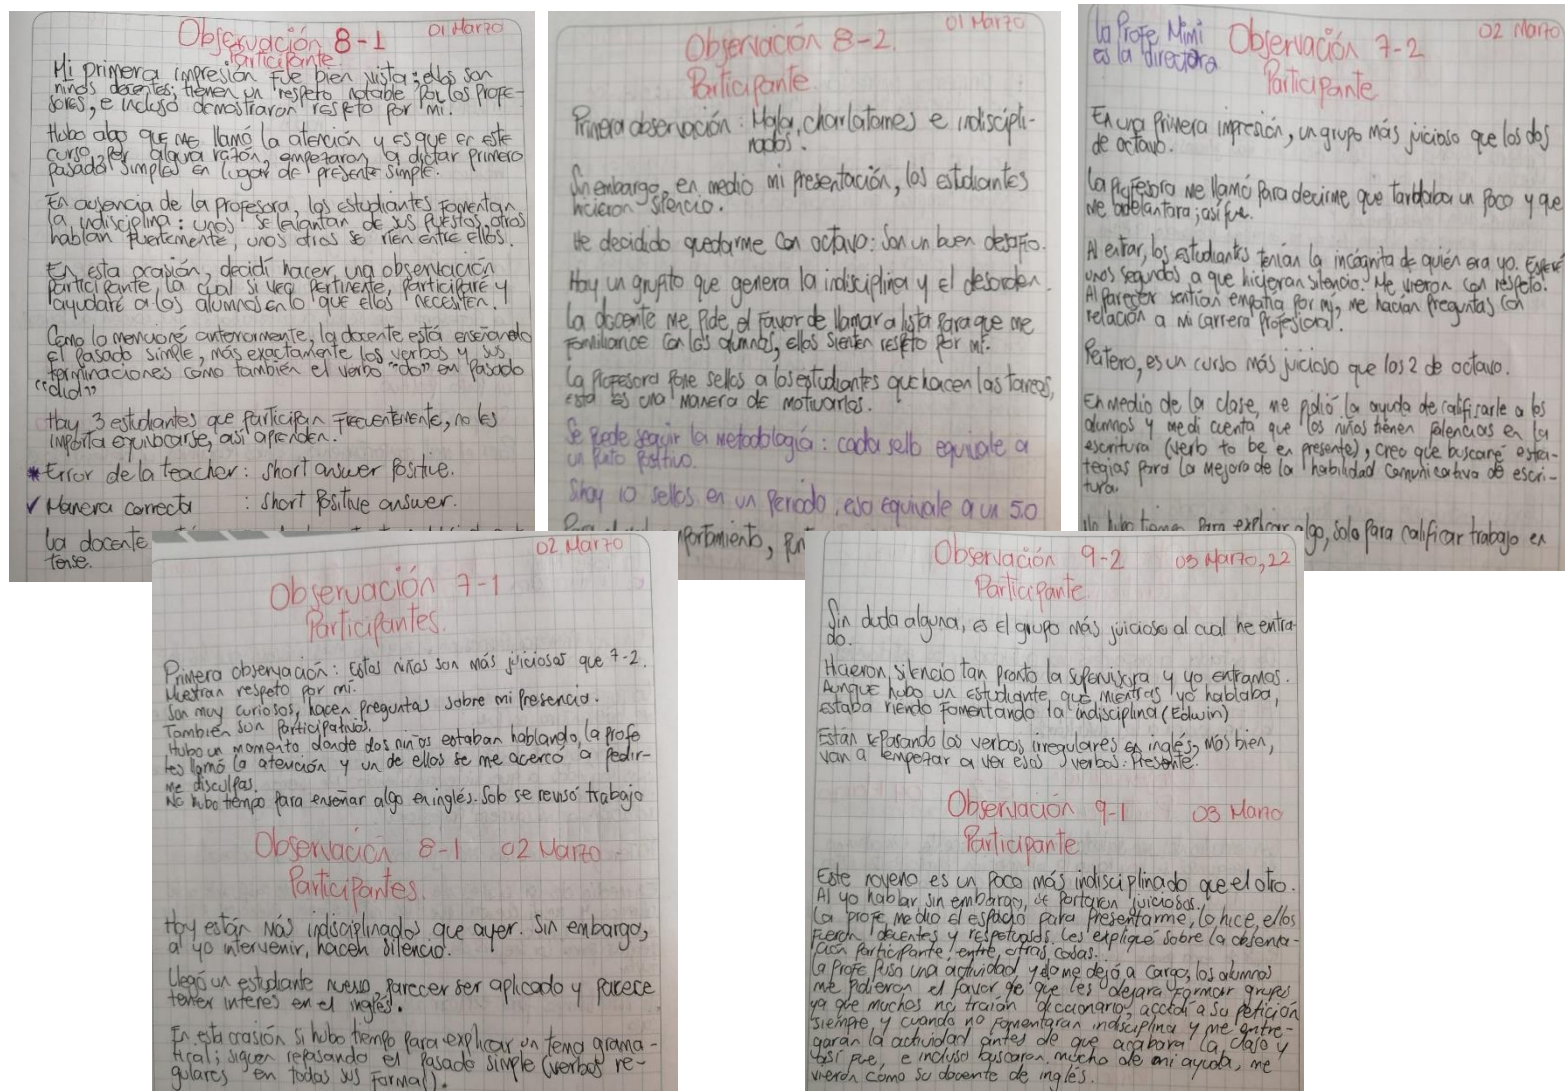 Observación 8-1
01 Marzo
Participante
Mi primera impresión fue bien vista; ellos son
niños decentes; tienen un respeto notable por los profe-
sores, e incluso demostraron respeto por mí.
Hubo algo que me llamó la atención y es que en este
curso, por alguna razón, empezaron a dictar primero
pasado simple en lugar de presente simple.
En ausencia de la profesora, los estudiantes fomentan
la indisciplina: unos se levantan de sus puestos, otros
hablan fuertemente, unos otros se rien entre ellos.
En esta ocasión, decidí hacer una observación
participante, la cual si veo pertinente, participaré y
ayudaré a los alumnos en lo que ellos necesiten.
Como lo mencioné anteriormente, la docente está enseñando
el pasado simple, más exactamente los verbos y sus
terminaciones como también el verbo "do" en pasado
"did"
Hay 3 estudiantes que participan frecuentemente, no les
importa equivocarse, así aprenden.
* Error de la teacher: short answer positive.
✓ Manera correcta : short positive answer.
La docente
tense.
Observación 8-2
01 Marzo
Participante
Primera observación: Malos, charlatanes e indiscipli-
nados.
Sin embargo, en medio mi presentación, los estudiantes
hicieron silencio.
He decidido quedarme con octavo: Son un buen desafío.
Hay un grupito que genera la indisciplina y el desorden.
La docente me pide el favor de llamar a lista para que me
familiarice con los alumnos, ellos sienten respeto por mí.
La profesora pone sellos a los estudiantes que hacen las tareas,
esta es una manera de motivarlos.
Se puede seguir la metodología: cada sello equivale a
un punto positivo.
Si hay 10 sellos en un periodo, eso equivale a un 5.0
La Profe Mimi
es la directora
Observación 7-2
02 Marzo
Participante
En una primera impresión, un grupo más juicioso que los dos
de octavo.
La profesora me llamó para decirme que tardaba un poco y que
me adelantara; así fue.
Al entrar, los estudiantes tenían la incógnita de quién era yo. Esperé
unos segundos a que hicieran silencio. Me vieron con respeto.
Al parecer sentían empatía por mí, me hacían preguntas con
relación a mi carrera profesional.
Reitero, es un curso más juicioso que los 2 de octavo.
En medio de la clase, me pidió la ayuda de calificarle a los
alumnos y me di cuenta que los niños tienen falencias en la
escritura (verbo to be en presente), creo que buscaré estra-
tegias para la mejora de la habilidad comunicativa de escri-
tura.
No hubo tiempo para explicar algo, solo para calificar trabajo en
02 Marzo
Observación 7-1
Participantes.
Primera observación: Estos niños son más juiciosos que 7-2.
Muestran respeto por mí.
Son muy curiosos, hacen preguntas sobre mi presencia.
También son participativos.
Hubo un momento donde dos niños estaban hablando, la profe
les llamó la atención y un de ellos se me acercó a pedir-
me disculpas.
No hubo tiempo para enseñar algo en inglés. Solo se revisó trabajo
Observación 8-1 02 Marzo
Participantes.
Hoy están más indisciplinados que ayer. Sin embargo,
al yo intervenir, hacen silencio.
Llegó un estudiante nuevo, parecer ser aplicado y parece
tener interes en el inglés.
En esta ocasión si hubo tiempo para explicar un tema grama-
tical; siguen repasando el pasado simple (verbos re-
gulares en todas sus formas).
Observación 9-2 03 Marzo, 22
Participante
Sin duda alguna, es el grupo más juicioso al cual he entra-
do.
Hicieron silencio tan pronto la supervisora y yo entramos.
Aunque hubo un estudiante, que mientras yo hablaba,
estaba riendo fomentando la indisciplina (Edwin)
Están repasando los verbos irregulares en inglés, más bien,
van a empezar a ver esos verbos: Presente.
Observación 9-1 03 Marzo
Participante
Este noveno es un poco más indisciplinado que el otro.
Al yo hablar sin embargo, se portaron juiciosos.
La profe, me dio el espacio para presentarme, lo hice, ellos
fueron decentes y respetuosos. Les expliqué sobre la observa-
ción participante, entre otras cosas.
La profe puso una actividad y me dejó a cargo, los alumnos
me pidieron el favor de que les dejara formar grupos
ya que muchos no traían diccionario, accedí a su petición
siempre y cuando no fomentaran indisciplina y me entre-
garan la actividad antes de que acabara la clase y
así fue, e incluso buscaron mucho de mi ayuda, me
vieron como su docente de inglés.